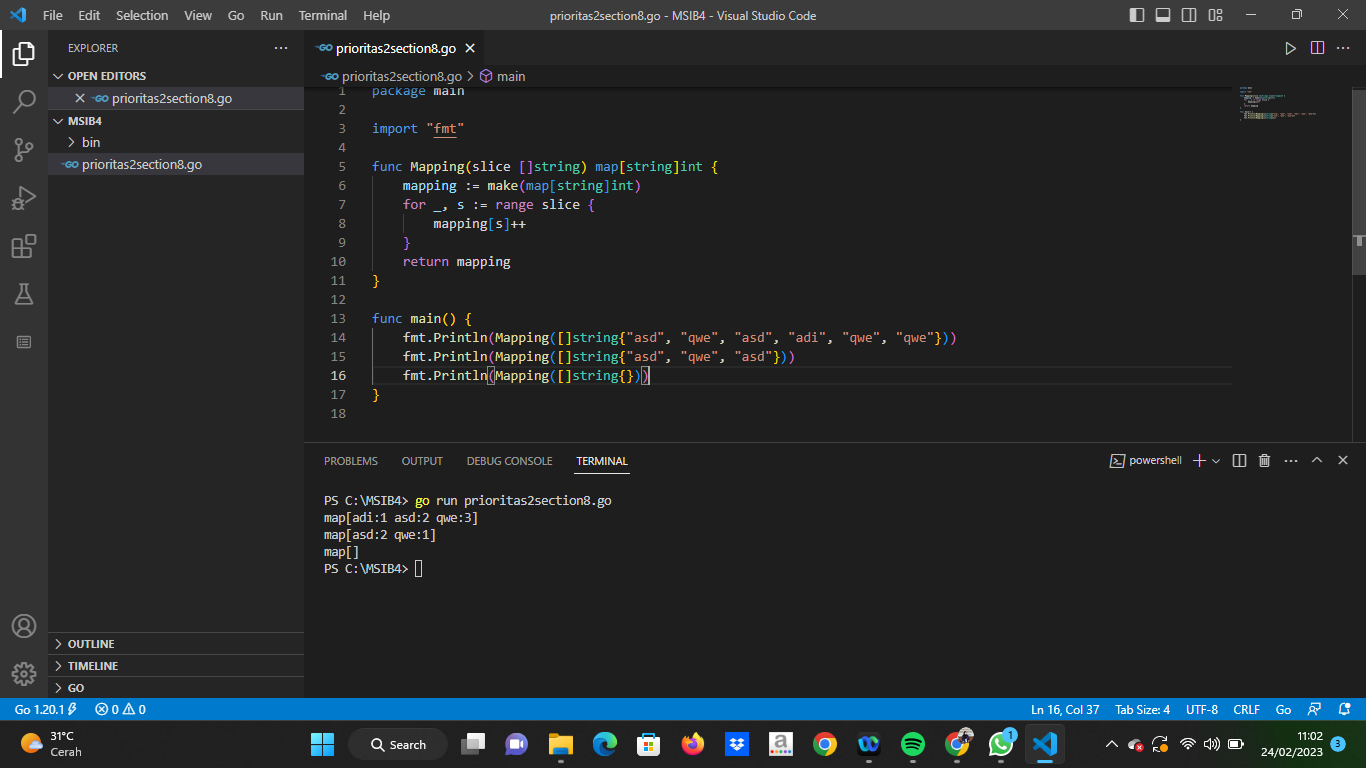 File Edit Selection View Go Run Terminal Help prioritas2section8.go - MSIB4 - Visual Studio Code
EXPLORER
OPEN EDITORS
GO prioritas2section8.go
MSIB4
bin
GO prioritas2section8.go
OUTLINE
TIMELINE
GO
GO prioritas2section8.go
GO prioritas2section8.go > main
1 package main
2
3 import "fmt"
4
5 func Mapping(slice []string) map[string]int {
6 mapping := make(map[string]int)
7 for _, s := range slice {
8 mapping[s]++
9 }
10 return mapping
11 }
12
13 func main() {
14 fmt.Println(Mapping([]string{"asd", "qwe", "asd", "adi", "qwe", "qwe"}))
15 fmt.Println(Mapping([]string{"asd", "qwe", "asd"}))
16 fmt.Println(Mapping([]string{}))
17 }
18
PROBLEMS OUTPUT DEBUG CONSOLE TERMINAL powershell
PS C:\MSIB4> go run prioritas2section8.go
map[adi:1 asd:2 qwe:3]
map[asd:2 qwe:1]
map[]
PS C:\MSIB4>
Go 1.20.1 0 0 Ln 16, Col 37 Tab Size: 4 UTF-8 CRLF Go
31°C
Cerah
Search
a
1
11:02
24/02/2023
3